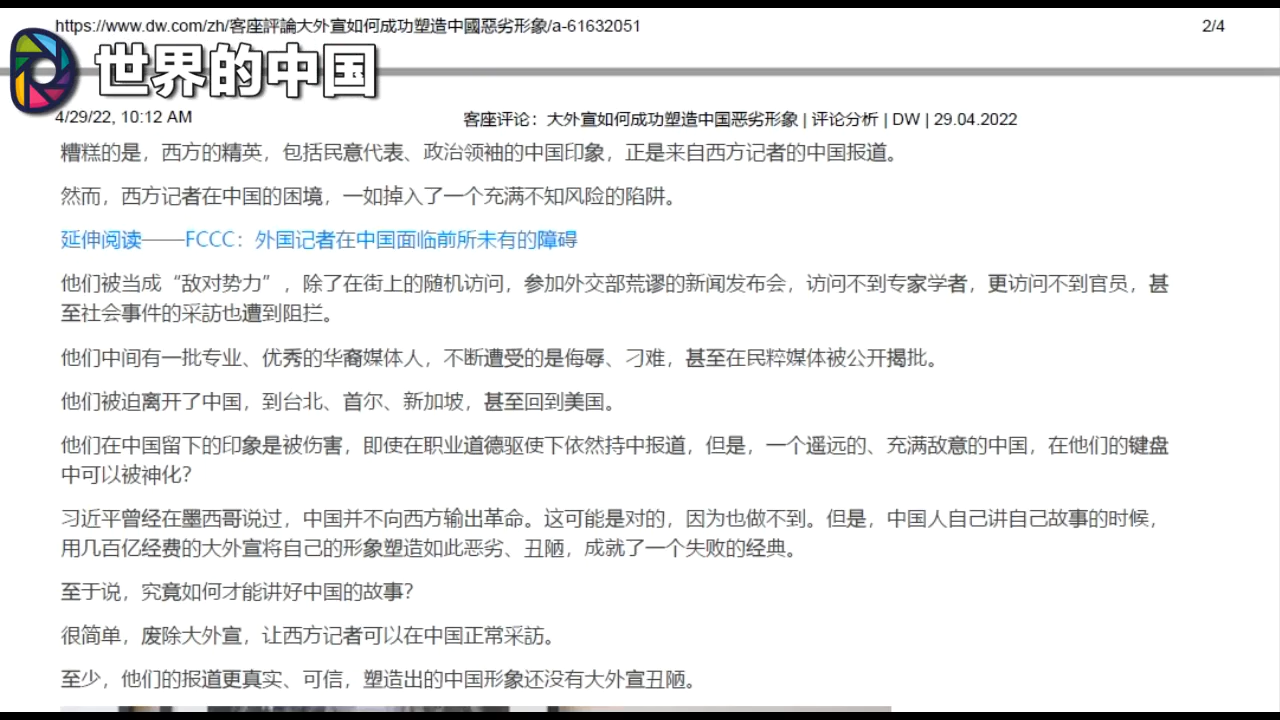 https://www.dw.com/zh/客座評論大外宣如何成功塑造中國惡劣形象/a-61632051
2/4
世界的中国
4/29/22, 10:12 AM
客座评论：大外宣如何成功塑造中国恶劣形象 | 评论分析 | DW | 29.04.2022
糟糕的是，西方的精英，包括民意代表、政治领袖的中国印象，正是来自西方记者的中国报道。
然而，西方记者在中国的困境，一如掉入了一个充满不知风险的陷阱。
延伸阅读——FCCC：外国记者在中国面临前所未有的障碍
他们被当成“敌对势力”，除了在街上的随机访问，参加外交部荒谬的新闻发布会，访问不到专家学者，更访问不到官员，甚
至社会事件的采訪也遭到阻拦。
他们中间有一批专业、优秀的华裔媒体人，不断遭受的是侮辱、刁难，甚至在民粹媒体被公开揭批。
他们被迫离开了中国，到台北、首尔、新加坡，甚至回到美国。
他们在中国留下的印象是被伤害，即使在职业道德驱使下依然持中报道，但是，一个遥远的、充满敌意的中国，在他们的键盘
中可以被神化？
习近平曾经在墨西哥说过，中国并不向西方输出革命。这可能是对的，因为也做不到。但是，中国人自己讲自己故事的时候，
用几百亿经费的大外宣将自己的形象塑造如此恶劣、丑陋，成就了一个失败的经典。
至于说，究竟如何才能讲好中国的故事？
很简单，废除大外宣，让西方记者可以在中国正常采訪。
至少，他们的报道更真实、可信，塑造出的中国形象还没有大外宣丑陋。